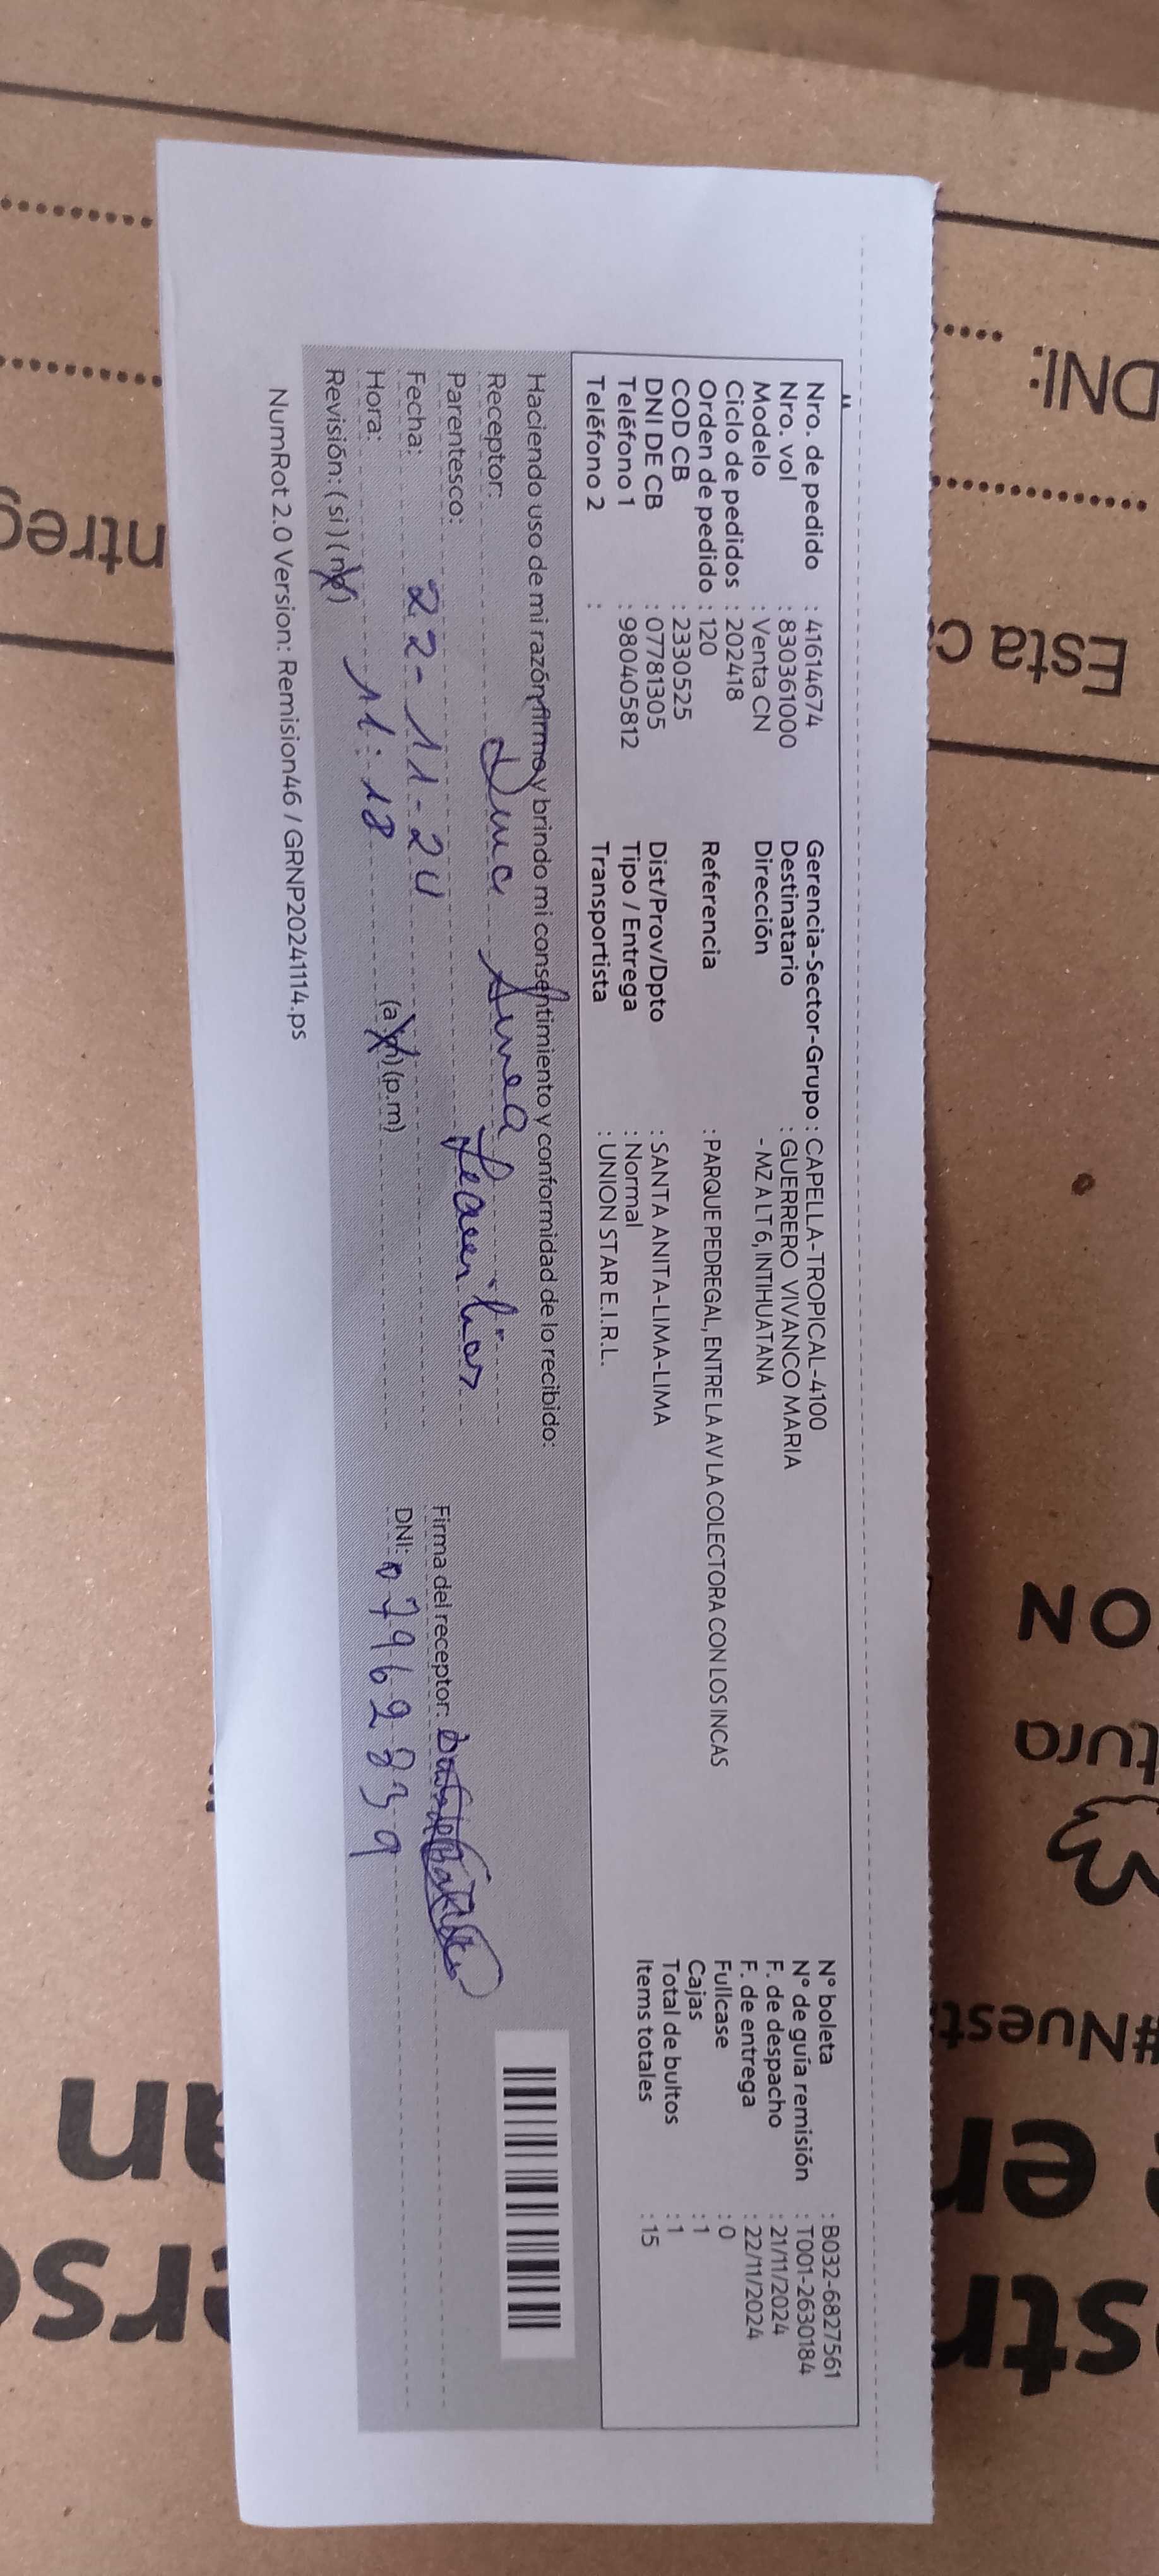 Nro. de pedido : 41614674
Nro. vol : 830361000
Modelo : Venta CN
Ciclo de pedidos : 202418
Orden de pedido : 120
COD CB : 2330525
DNI DE CB : 07781305
Teléfono 1 : 980405812
Teléfono 2 :
Gerencia-Sector-Grupo : CAPELLA-TROPICAL-4100
Destinatario : GUERRERO VIVANCO MARIA
Dirección - MZ A LT 6, INTIHUATANA
Referencia : PARQUE PEDREGAL, ENTRE LA AV LA COLECTORA CON LOS INCAS
Dist/Prov/Dpto : SANTA ANITA-LIMA-LIMA
Tipo / Entrega : Normal
Transportista : UNION STAR E.I.R.L.
N° boleta : B032-6827561
N° de guía remisión : T001-2630184
F. de despacho : 21/11/2024
F. de entrega : 22/11/2024
Fullcase : 0
Cajas : 1
Total de bultos : 1
Items totales : 15
Haciendo uso de mi razón firmo y brindo mi consentimiento y conformidad de lo recibido:
Receptor:
Parentesco:
Fecha: 22-11-24
Hora: 11:18 (a.m) (p.m)
Revisión: (si) (no)
Firma del receptor:
DNI: 07962839
NumRot 2.0 Version: Remision46 / GRNP20241114.ps
DNI:
Esta c
ntreg
#Nuest